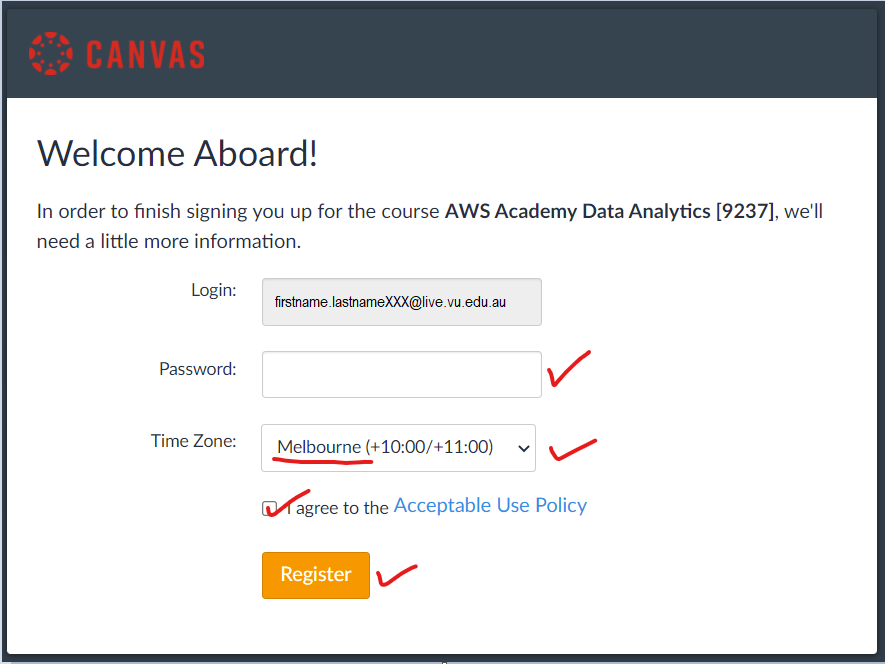 CANVAS
Welcome Aboard!
In order to finish signing you up for the course AWS Academy Data Analytics [9237], we'll
need a little more information.
Login: firstname.lastnameXXX@live.vu.edu.au
Password:
Time Zone: Melbourne (+10:00/+11:00)
I agree to the Acceptable Use Policy
Register